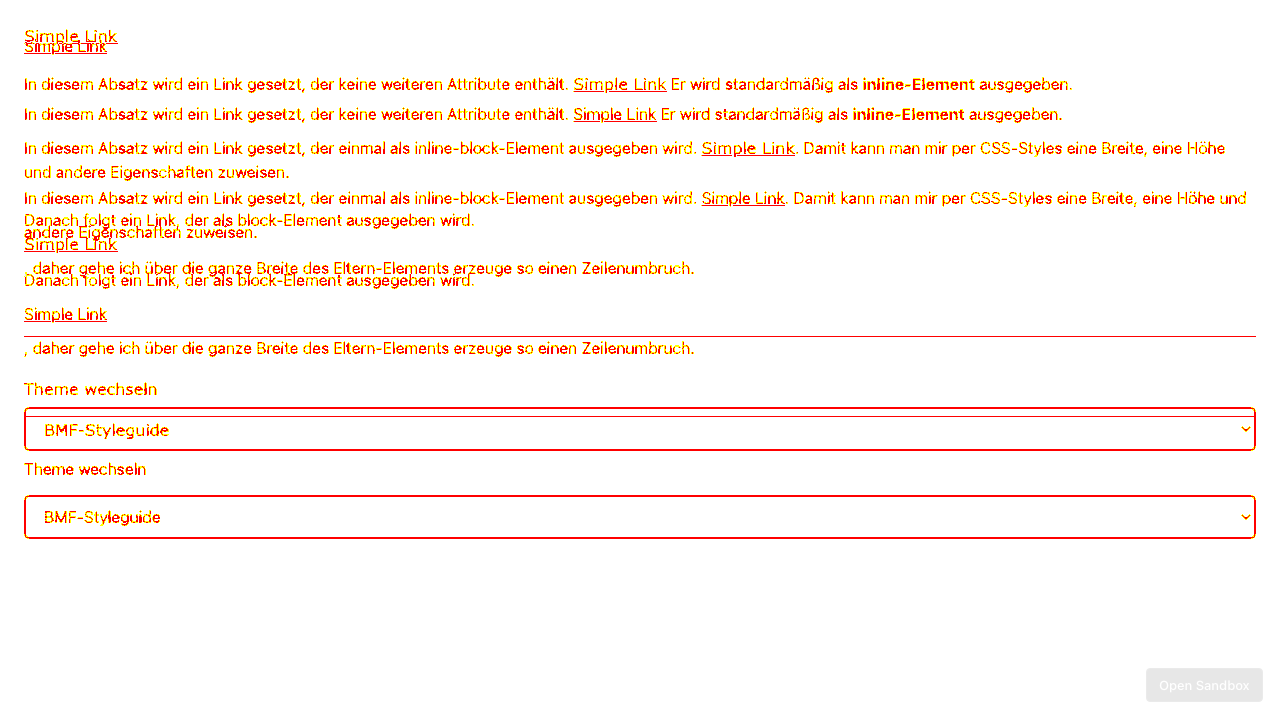 Simple Link
Simple Link
In diesem Absatz wird ein Link gesetzt, der keine weiteren Attribute enthält. Simple Link Er wird standardmäßig als inline-Element ausgegeben.
In diesem Absatz wird ein Link gesetzt, der keine weiteren Attribute enthält. Simple Link Er wird standardmäßig als inline-Element ausgegeben.
In diesem Absatz wird ein Link gesetzt, der einmal als inline-block-Element ausgegeben wird. Simple Link. Damit kann man mir per CSS-Styles eine Breite, eine Höhe
und andere Eigenschaften zuweisen.
In diesem Absatz wird ein Link gesetzt, der einmal als inline-block-Element ausgegeben wird. Simple Link. Damit kann man mir per CSS-Styles eine Breite, eine Höhe und
Danach folgt ein Link, der als block-Element ausgegeben wird.
andere Eigenschaften zuweisen.
Simple Link
, daher gehe ich über die ganze Breite des Eltern-Elements erzeuge so einen Zeilenumbruch.
Danach folgt ein Link, der als block-Element ausgegeben wird.
Simple Link
, daher gehe ich über die ganze Breite des Eltern-Elements erzeuge so einen Zeilenumbruch.
Theme wechseln
BMF-Styleguide
Theme wechseln
BMF-Styleguide
Open Sandbox